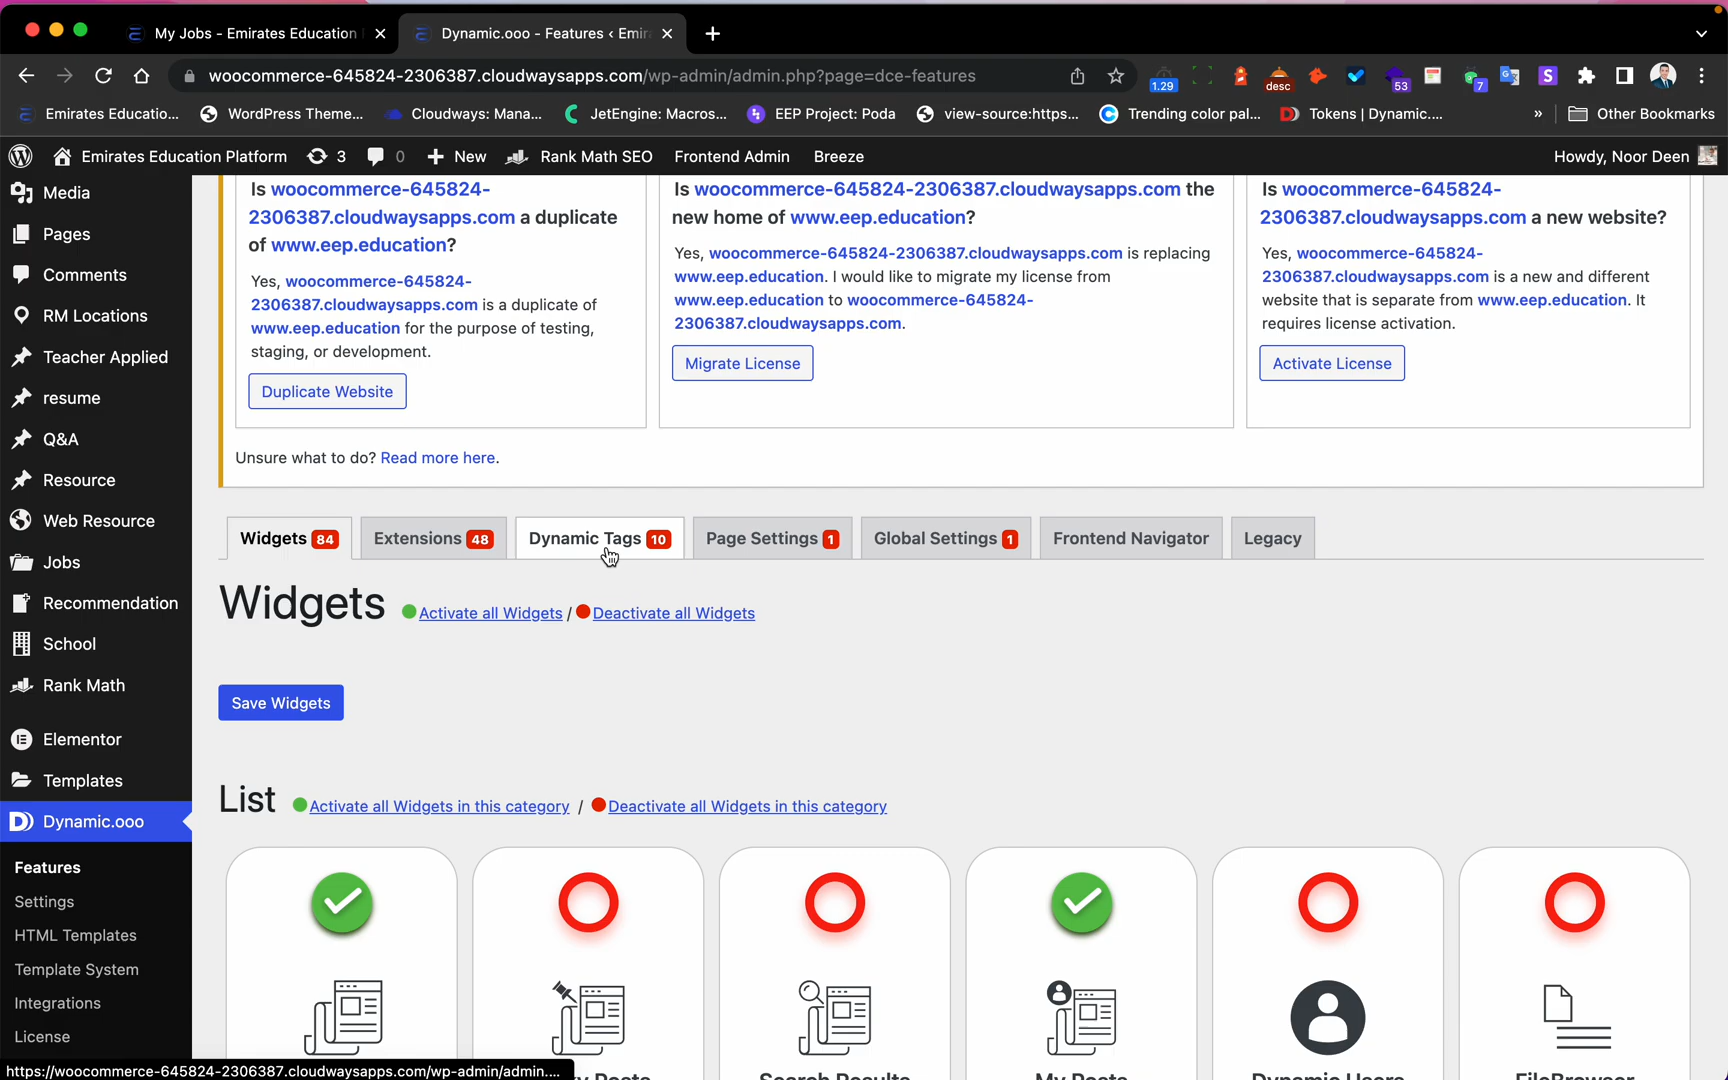 My Jobs - Emirates Education
Dynamic.ooo - Features ‹ Emir
woocommerce-645824-2306387.cloudwaysapps.com/wp-admin/admin.php?page=dce-features
1.29
desc
53
7
S
Emirates Educatio...
WordPress Theme...
Cloudways: Mana...
JetEngine: Macros...
EEP Project: Poda
view-source:https...
Trending color pal...
Tokens | Dynamic....
»
Other Bookmarks
Emirates Education Platform
3
0
New
Rank Math SEO
Frontend Admin
Breeze
Howdy, Noor Deen
Media
Pages
Comments
RM Locations
Teacher Applied
resume
Q&A
Resource
Web Resource
Jobs
Recommendation
School
Rank Math
Elementor
Templates
Dynamic.ooo
Features
Settings
HTML Templates
Template System
Integrations
License
Is woocommerce-645824-
2306387.cloudwaysapps.com a duplicate
of www.eep.education?
Yes, woocommerce-645824-
2306387.cloudwaysapps.com is a duplicate of
www.eep.education for the purpose of testing,
staging, or development.
Duplicate Website
Is woocommerce-645824-2306387.cloudwaysapps.com the
new home of www.eep.education?
Yes, woocommerce-645824-2306387.cloudwaysapps.com is replacing
www.eep.education. I would like to migrate my license from
www.eep.education to woocommerce-645824-
2306387.cloudwaysapps.com.
Migrate License
Is woocommerce-645824-
2306387.cloudwaysapps.com a new website?
Yes, woocommerce-645824-
2306387.cloudwaysapps.com is a new and different
website that is separate from www.eep.education. It
requires license activation.
Activate License
Unsure what to do? Read more here.
Widgets 84
Extensions 48
Dynamic Tags 10
Page Settings 1
Global Settings 1
Frontend Navigator
Legacy
Widgets
Activate all Widgets / Deactivate all Widgets
Save Widgets
List
Activate all Widgets in this category / Deactivate all Widgets in this category
Posts
Search Results
My Posts
Dynamic Users
FileBrowser
https://woocommerce-645824-2306387.cloudwaysapps.com/wp-admin/admin....